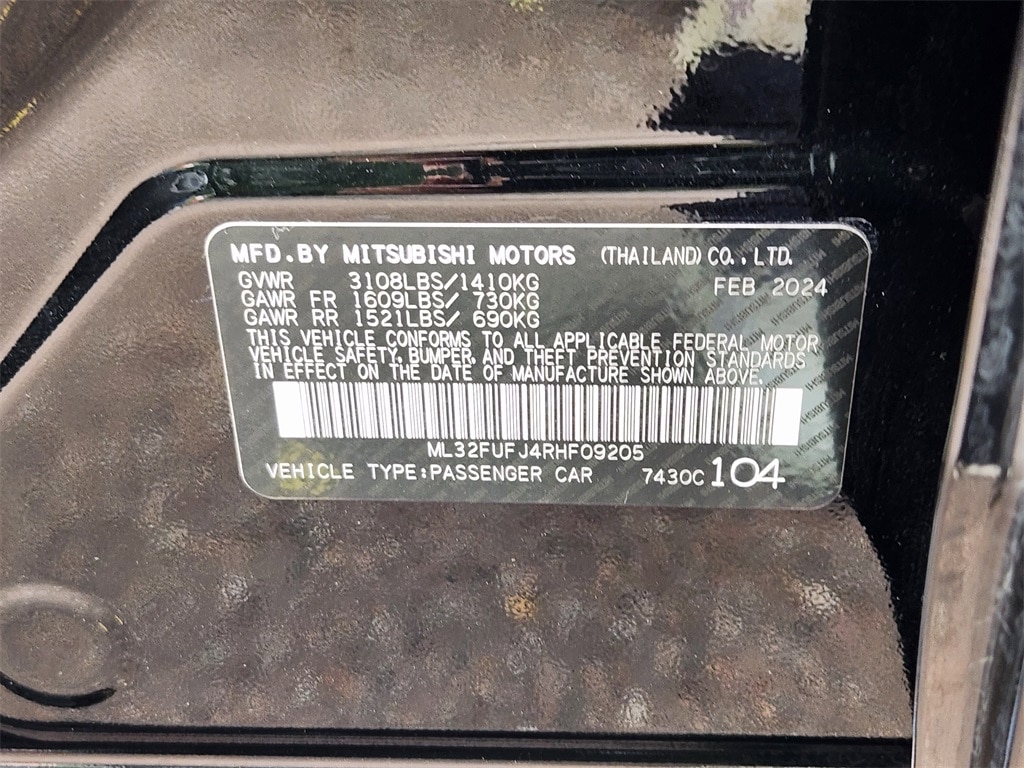 MFD.BY MITSUBISHI MOTORS (THAILAND) CO.,LTD.
GVWR 3108LBS/1410KG FEB 2024
GAWR FR 1609LBS/ 730KG
GAWR RR 1521LBS/ 690KG
THIS VEHICLE CONFORMS TO ALL APPLICABLE FEDERAL MOTOR
VEHICLE SAFETY, BUMPER, AND THEFT PREVENTION STANDARDS
IN EFFECT ON THE DATE OF MANUFACTURE SHOWN ABOVE.
ML32FUFJ4RHF09205
VEHICLE TYPE:PASSENGER CAR 7430C 104